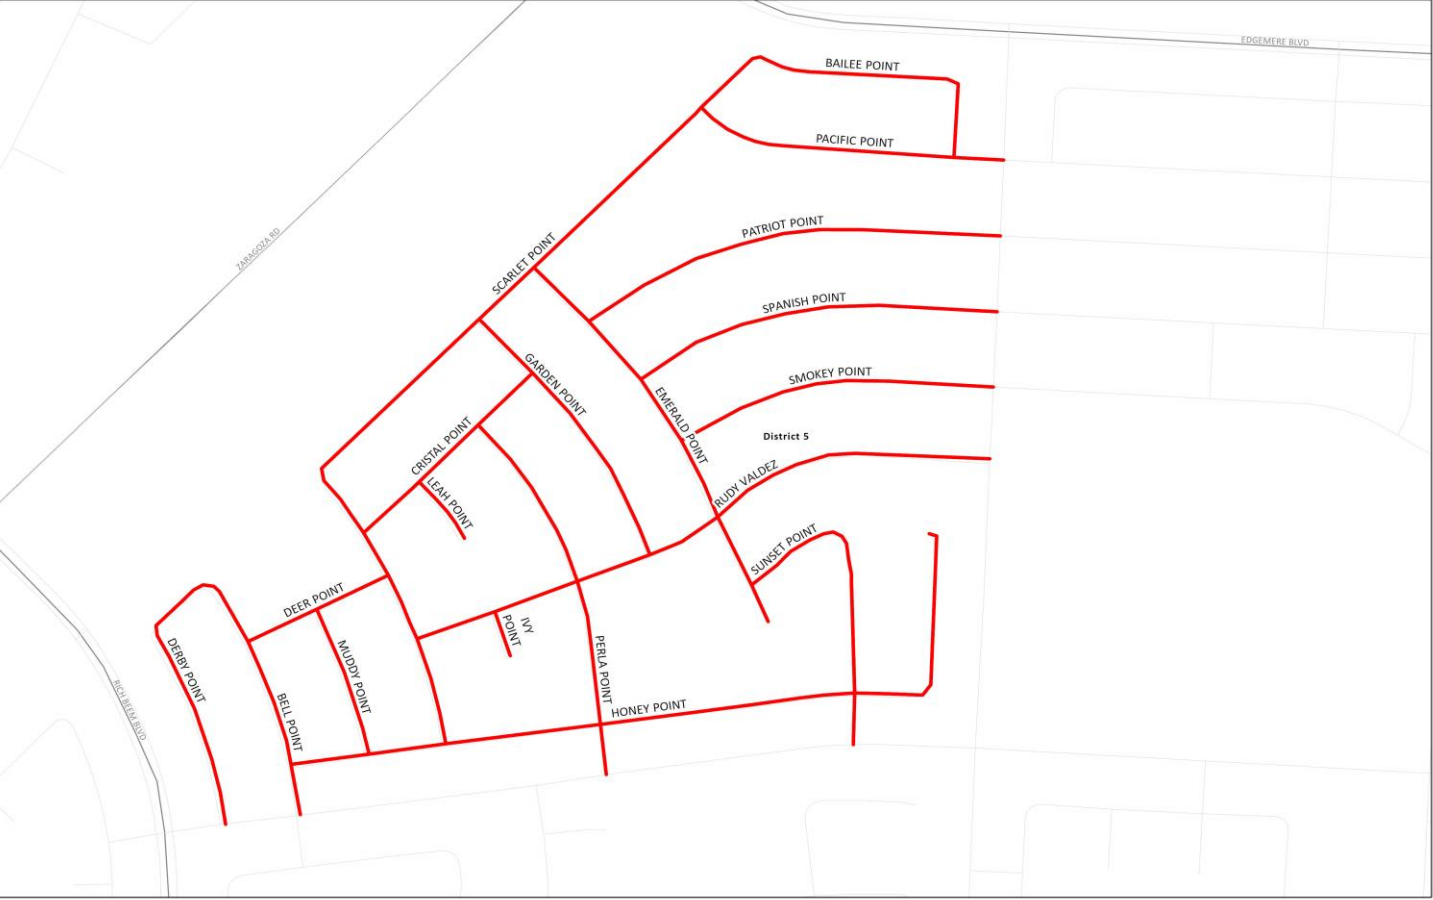 EDGEMERE BLVD
BAILEE POINT
PACIFIC POINT
PATRIOT POINT
ZARAGOZA RD
SCARLET POINT
SPANISH POINT
GARDEN POINT
SMOKEY POINT
EMERALD POINT
CRISTAL POINT
District 5
RUDY VALDEZ
LEAH POINT
SUNSET POINT
DEER POINT
IVY
POINT
DERBY POINT
MUDDY POINT
PERLA POINT
BELL POINT
HONEY POINT
RICH BEEM BLVD